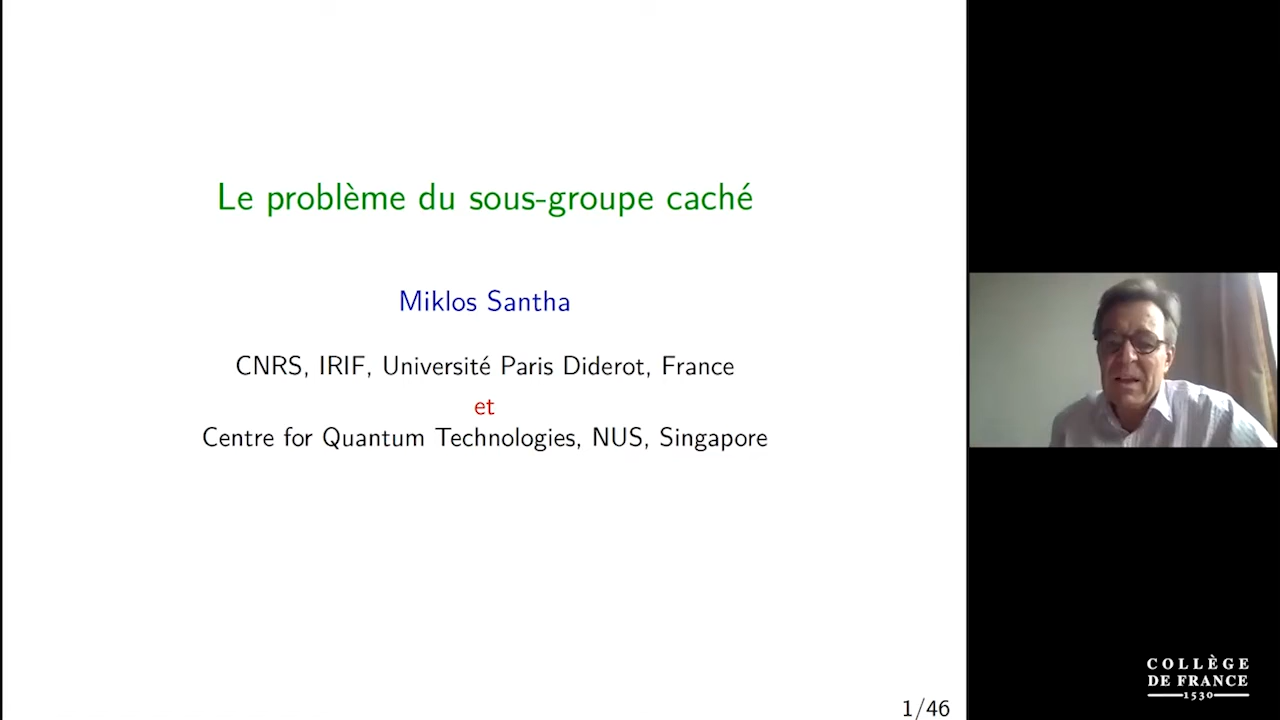 Le problème du sous-groupe caché
Miklos Santha
CNRS, IRIF, Université Paris Diderot, France
et
Centre for Quantum Technologies, NUS, Singapore
1/46
COLLÈGE
DE FRANCE
1530